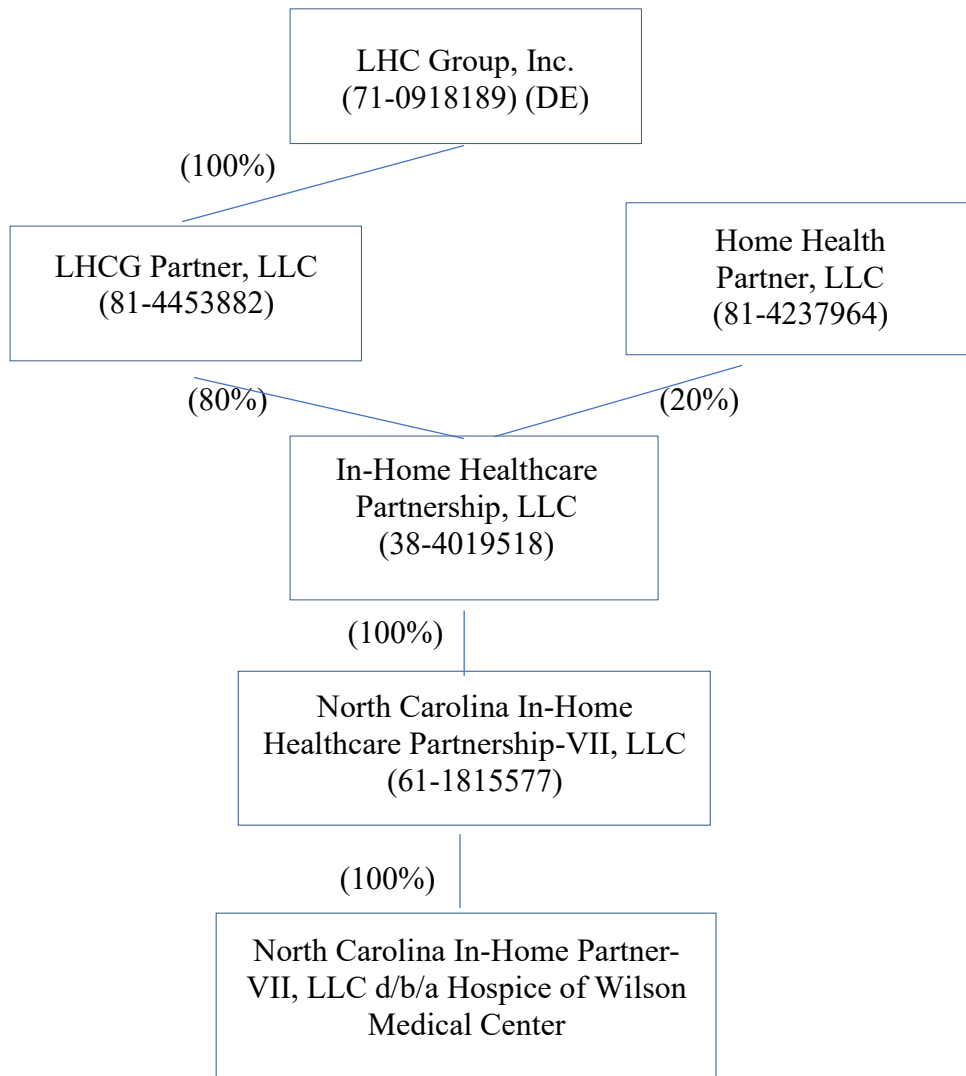 LHC Group, Inc.
(71-0918189) (DE)
(100%)
LHCG Partner, LLC
(81-4453882)
Home Health
Partner, LLC
(81-4237964)
(80%)
(20%)
In-Home Healthcare
Partnership, LLC
(38-4019518)
(100%)
North Carolina In-Home
Healthcare Partnership-VII, LLC
(61-1815577)
(100%)
North Carolina In-Home Partner-
VII, LLC d/b/a Hospice of Wilson
Medical Center